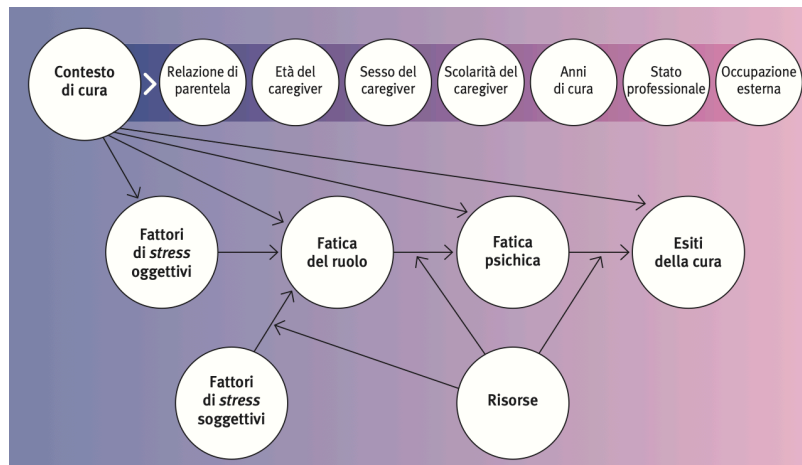 Contesto
di cura
Relazione di
parentela
Età del
caregiver
Sesso del
caregiver
Scolarità del
caregiver
Anni
di cura
Stato
professionale
Occupazione
esterna
Fattori
di stress
oggettivi
Fatica
del ruolo
Fatica
psichica
Esiti
della cura
Fattori
di stress
soggettivi
Risorse